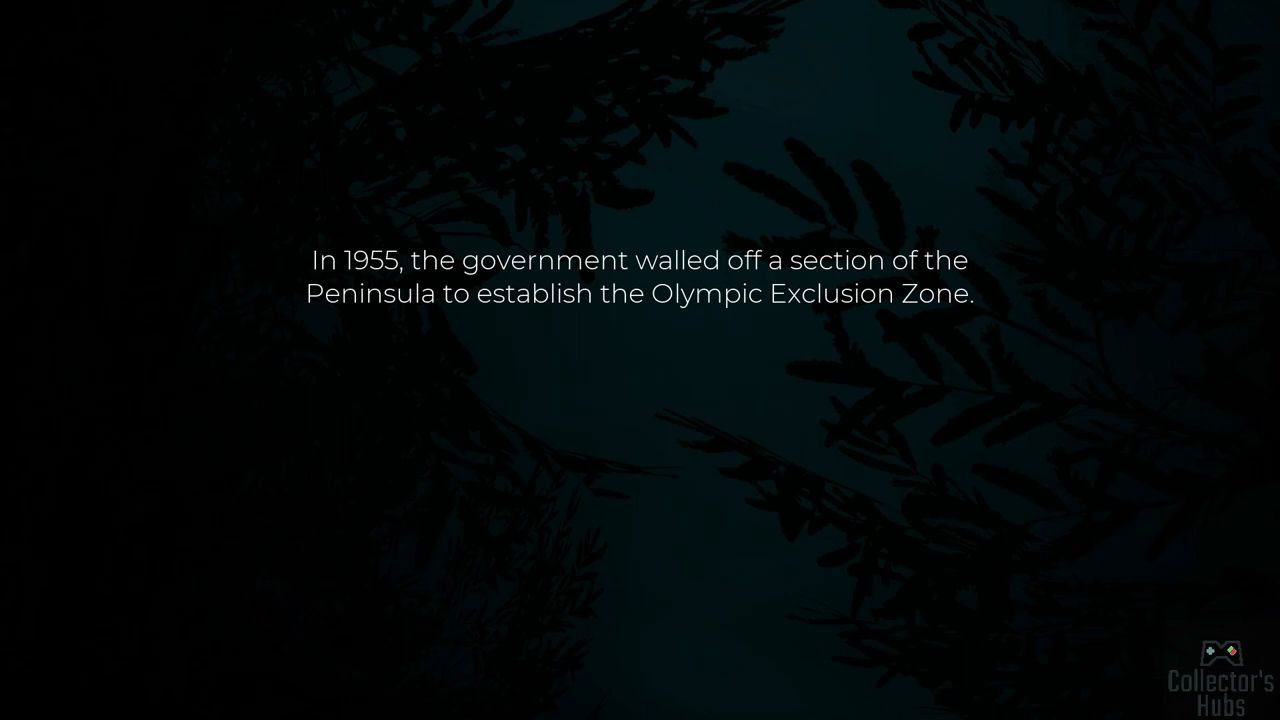 In 1955, the government walled off a section of the
Peninsula to establish the Olympic Exclusion Zone.
Collector's
Hubs